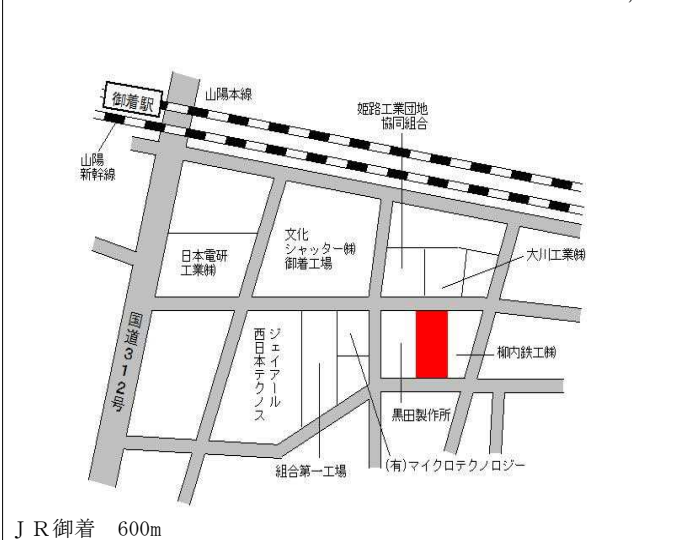 御着駅
山陽本線
姫路工業団地
協同組合
山陽
新幹線
日本電研
工業㈱
文化
シャッター㈱
御着工場
大川工業㈱
国道312号
ジェイアール
西日本テクノス
柳内鉄工㈱
黒田製作所
組合第一工場
(有)マイクロテクノロジー
ＪＲ御着　600m